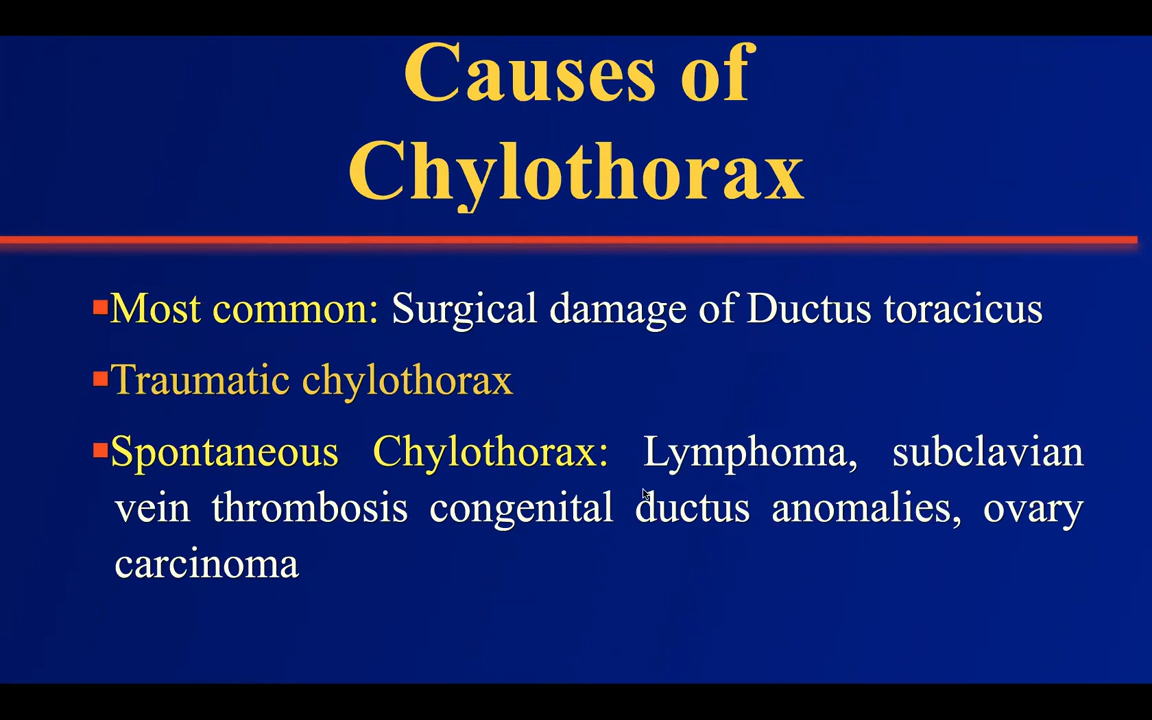 Causes of
Chylothorax
▪Most common: Surgical damage of Ductus toracicus
▪Traumatic chylothorax
▪Spontaneous Chylothorax: Lymphoma, subclavian
vein thrombosis congenital ductus anomalies, ovary
carcinoma